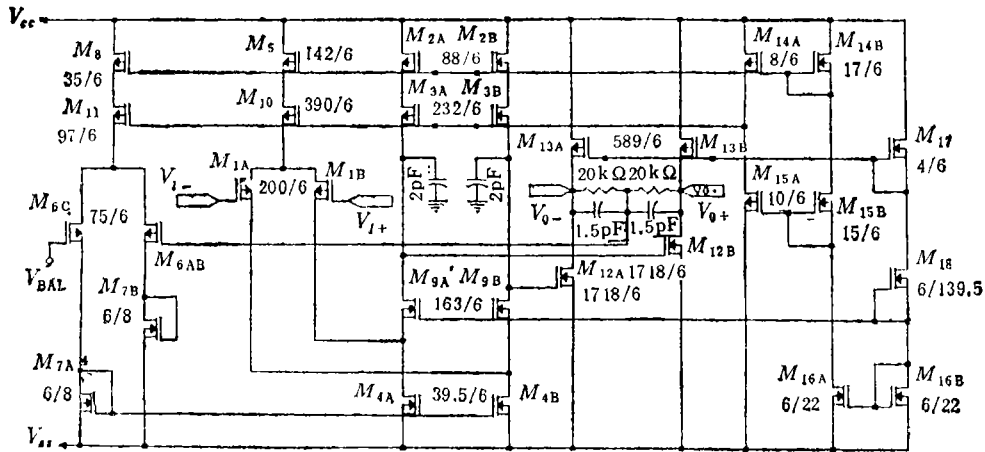 Vcc
M8
35/6
M5
142/6
M2A
M2B
88/6
M14A
8/6
M14B
17/6
M11
97/6
M10
390/6
M3A
M3B
232/6
M13A
589/6
M13B
M17
4/6
M1A
V1-
200/6
M1B
VI+
2pF
2pF
20kΩ
20kΩ
V0-
V0+
1.5pF
1.5pF
M15A
10/6
M15B
15/6
M6C
75/6
VBAL
M6AB
M12B
M7B
6/8
M9A
M9B
163/6
M12A
1718/6
1718/6
M18
6/139.5
M7A
6/8
M4A
39.5/6
M4B
M16A
6/22
M16B
6/22